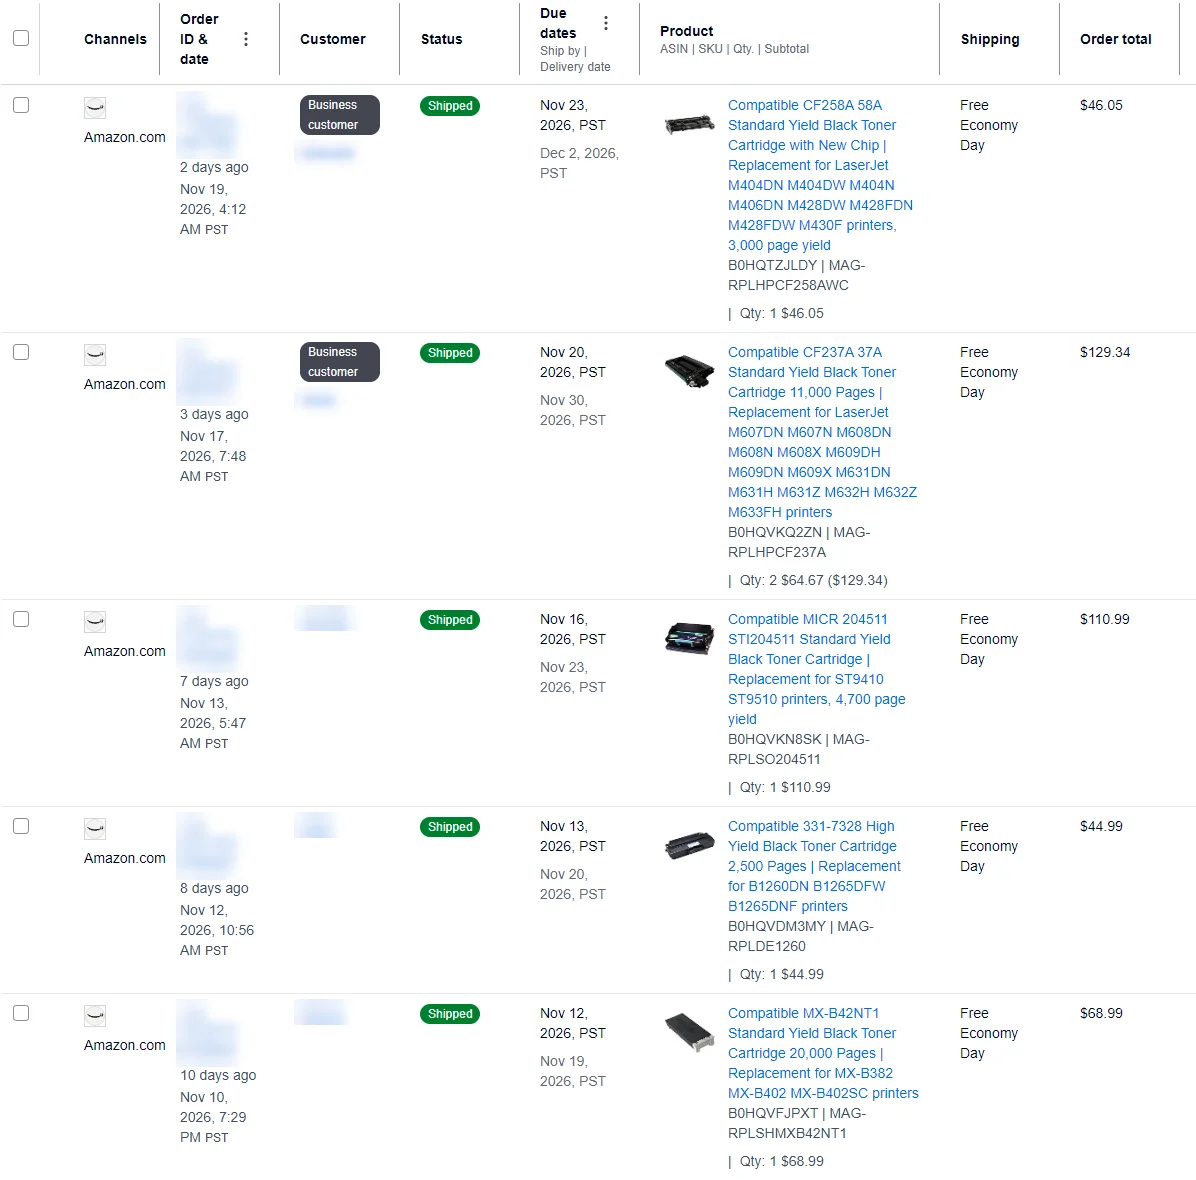 Channels
Order
ID &
date
Customer
Status
Due
dates
Ship by |
Delivery date
Product
ASIN | SKU | Qty. | Subtotal
Shipping
Order total
Amazon.com
2 days ago
Nov 19,
2026, 4:12
AM PST
Business
customer
Shipped
Nov 23,
2026, PST
Dec 2, 2026,
PST
Compatible CF258A 58A
Standard Yield Black Toner
Cartridge with New Chip |
Replacement for LaserJet
M404DN M404DW M404N
M406DN M428DW M428FDN
M428FDW M430F printers,
3,000 page yield
B0HQTZJLDY | MAG-
RPLHPCF258AWC
| Qty: 1 $46.05
Free
Economy
Day
$46.05
Amazon.com
3 days ago
Nov 17,
2026, 7:48
AM PST
Business
customer
Shipped
Nov 20,
2026, PST
Nov 30,
2026, PST
Compatible CF237A 37A
Standard Yield Black Toner
Cartridge 11,000 Pages |
Replacement for LaserJet
M607DN M607N M608DN
M608N M608X M609DH
M609DN M609X M631DN
M631H M631Z M632H M632Z
M633FH printers
B0HQVKQ2ZN | MAG-
RPLHPCF237A
| Qty: 2 $64.67 ($129.34)
Free
Economy
Day
$129.34
Amazon.com
7 days ago
Nov 13,
2026, 5:47
AM PST
Shipped
Nov 16,
2026, PST
Nov 23,
2026, PST
Compatible MICR 204511
STI204511 Standard Yield
Black Toner Cartridge |
Replacement for ST9410
ST9510 printers, 4,700 page
yield
B0HQVKN8SK | MAG-
RPLSO204511
| Qty: 1 $110.99
Free
Economy
Day
$110.99
Amazon.com
8 days ago
Nov 12,
2026, 10:56
AM PST
Shipped
Nov 13,
2026, PST
Nov 20,
2026, PST
Compatible 331-7328 High
Yield Black Toner Cartridge
2,500 Pages | Replacement
for B1260DN B1265DFW
B1265DNF printers
B0HQVDM3MY | MAG-
RPLDE1260
| Qty: 1 $44.99
Free
Economy
Day
$44.99
Amazon.com
10 days ago
Nov 10,
2026, 7:29
PM PST
Shipped
Nov 12,
2026, PST
Nov 19,
2026, PST
Compatible MX-B42NT1
Standard Yield Black Toner
Cartridge 20,000 Pages |
Replacement for MX-B382
MX-B402 MX-B402SC printers
B0HQVFJPXT | MAG-
RPLSHMXB42NT1
| Qty: 1 $68.99
Free
Economy
Day
$68.99